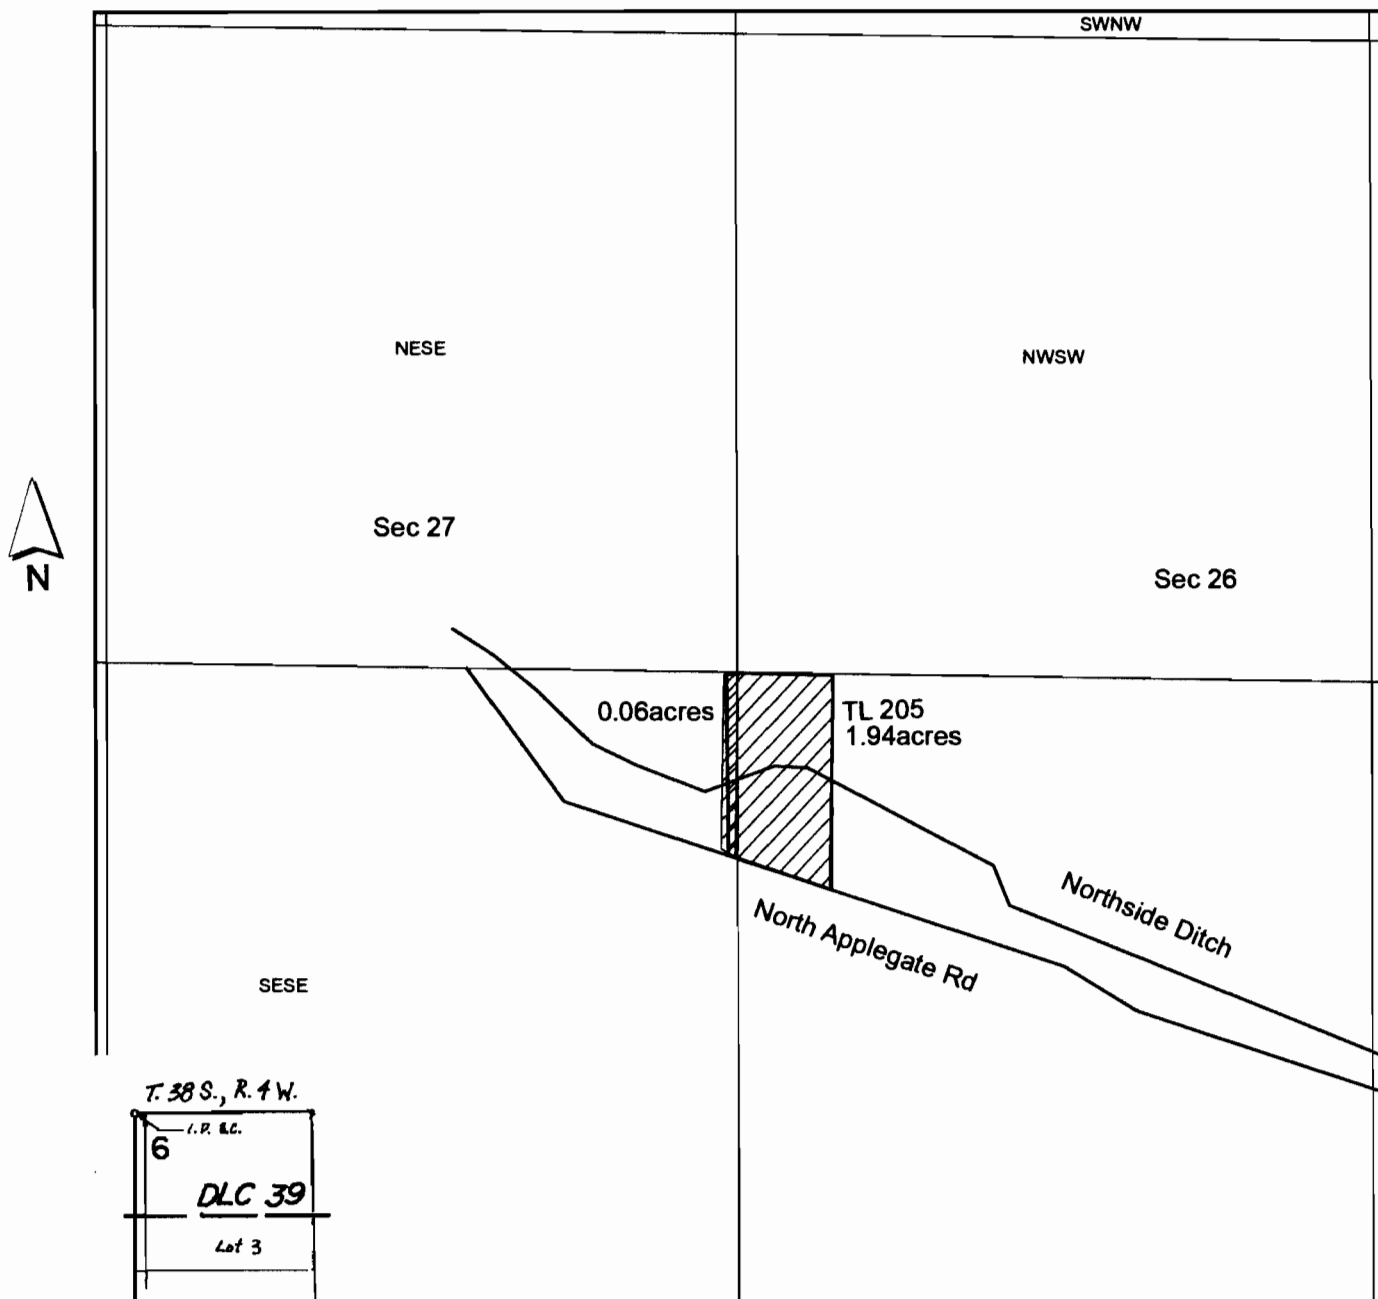 SWNW
NESE
NWSW
Sec 27
Sec 26
N
0.06acres
TL 205
1.94acres
Northside Ditch
North Applegate Rd
SESE
T. 38 S., R. 4 W.
6
DLC 39
Lot 3